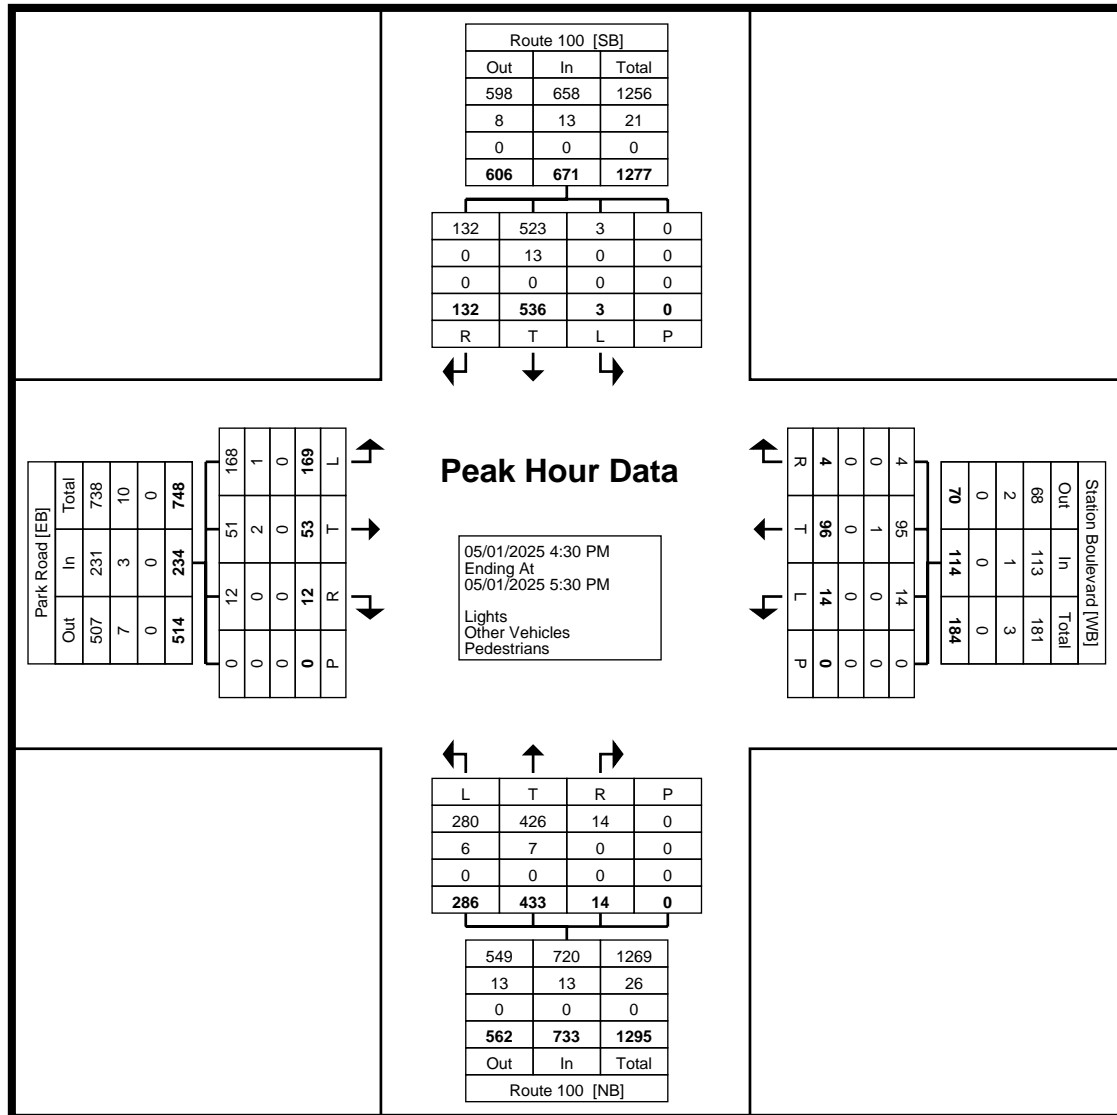 Route 100 [SB]
Out In Total
598 658 1256
8 13 21
0 0 0
606 671 1277
132 523 3 0
0 13 0 0
0 0 0 0
132 536 3 0
R T L P
Park Road [EB]
Out In Total
507 231 738
7 3 10
0 0 0
514 234 748
168 51 12 0
1 2 0 0
0 0 0 0
169 53 12 0
L T R P
Peak Hour Data
05/01/2025 4:30 PM
Ending At
05/01/2025 5:30 PM
Lights
Other Vehicles
Pedestrians
R T L P
4 96 14 0
0 0 0 0
0 1 0 0
4 95 14 0
Station Boulevard [WB]
Out In Total
68 113 181
2 1 3
0 0 0
70 114 184
L T R P
280 426 14 0
6 7 0 0
0 0 0 0
286 433 14 0
549 720 1269
13 13 26
0 0 0
562 733 1295
Out In Total
Route 100 [NB]